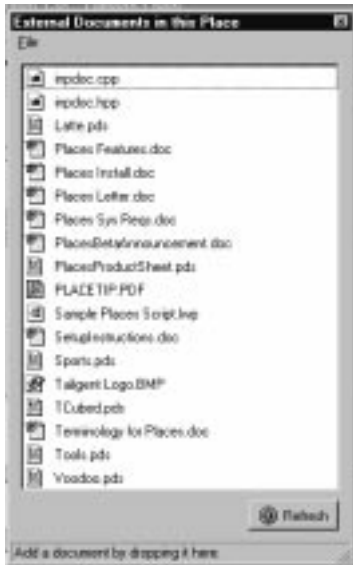 External Documents in this Place
File
inpdoc.cpp
inpdoc.hpp
Latte.pds
Places Features.doc
Places Install.doc
Places Letter.doc
Places Sys Reqs.doc
PlacesBetaAnnouncement.doc
PlacesProductSheet.pds
PLACETIP.PDF
Sample Places Script.lwp
SetupInstructions.doc
Sports.pds
Taligent Logo.BMP
TCubed.pds
Terminology for Places.doc
Tools.pds
Voodoo.pds
Refresh
Add a document by dropping it here